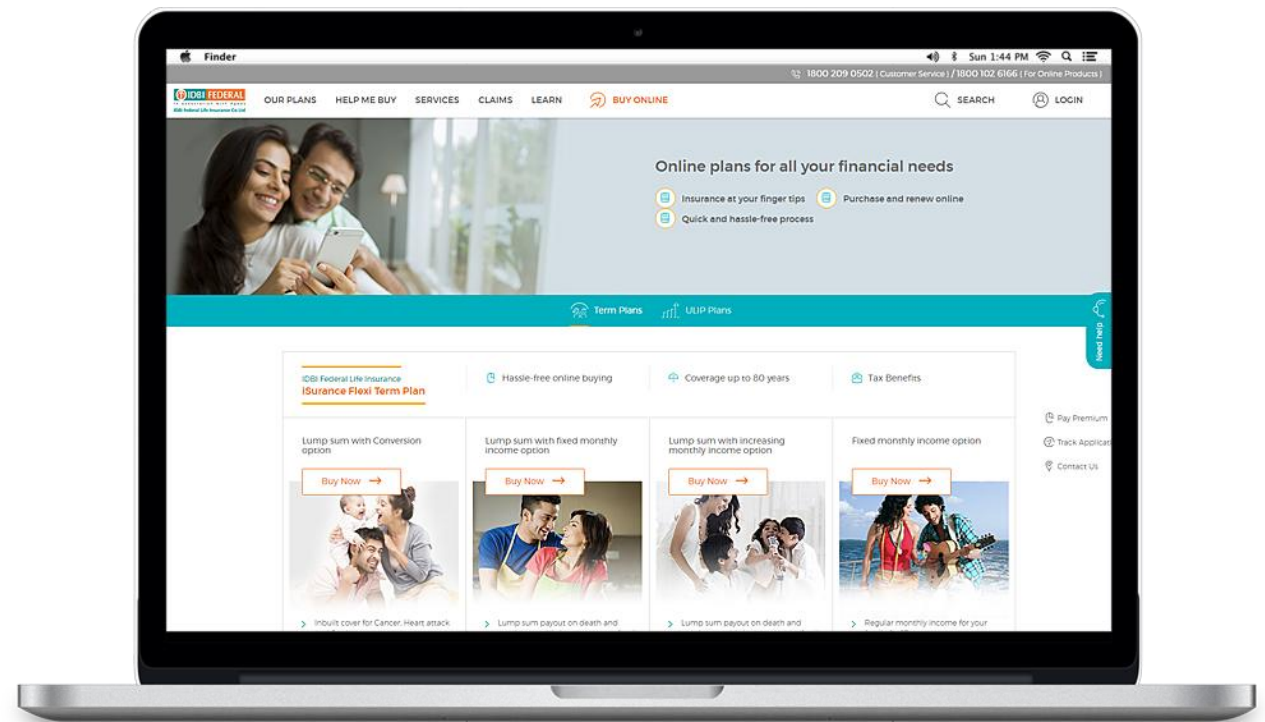 Finder
Sun 1:44 PM
1800 209 0502 ( Customer Service ) / 1800 102 6166 ( For Online Products )
IDBI FEDERAL
IDBI Federal Life Insurance Co Ltd
OUR PLANS HELP ME BUY SERVICES CLAIMS LEARN BUY ONLINE SEARCH LOGIN
Online plans for all your financial needs
Insurance at your finger tips Purchase and renew online
Quick and hassle-free process
Term Plans ULIP Plans
Need help
IDBI Federal Life Insurance
iSurance Flexi Term Plan
Hassle-free online buying
Coverage up to 80 years
Tax Benefits
Pay Premium
Track Applicati
Contact Us
Lump sum with Conversion
option
Buy Now
Lump sum with fixed monthly
income option
Buy Now
Lump sum with increasing
monthly income option
Buy Now
Fixed monthly income option
Buy Now
Inbuilt cover for Cancer, Heart attack
Lump sum payout on death and
Lump sum payout on death and
Regular monthly income for your